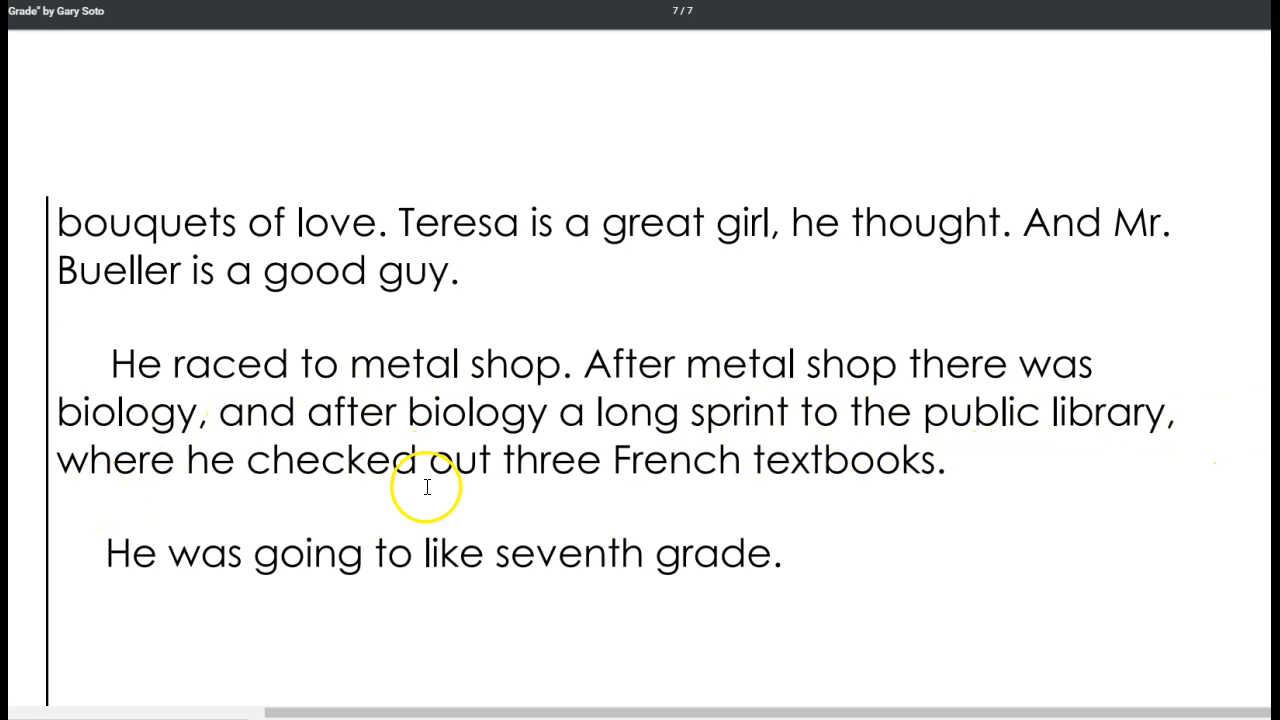 Grade" by Gary Soto
7 / 7
bouquets of love. Teresa is a great girl, he thought. And Mr.
Bueller is a good guy.
He raced to metal shop. After metal shop there was
biology, and after biology a long sprint to the public library,
where he checked out three French textbooks.
He was going to like seventh grade.